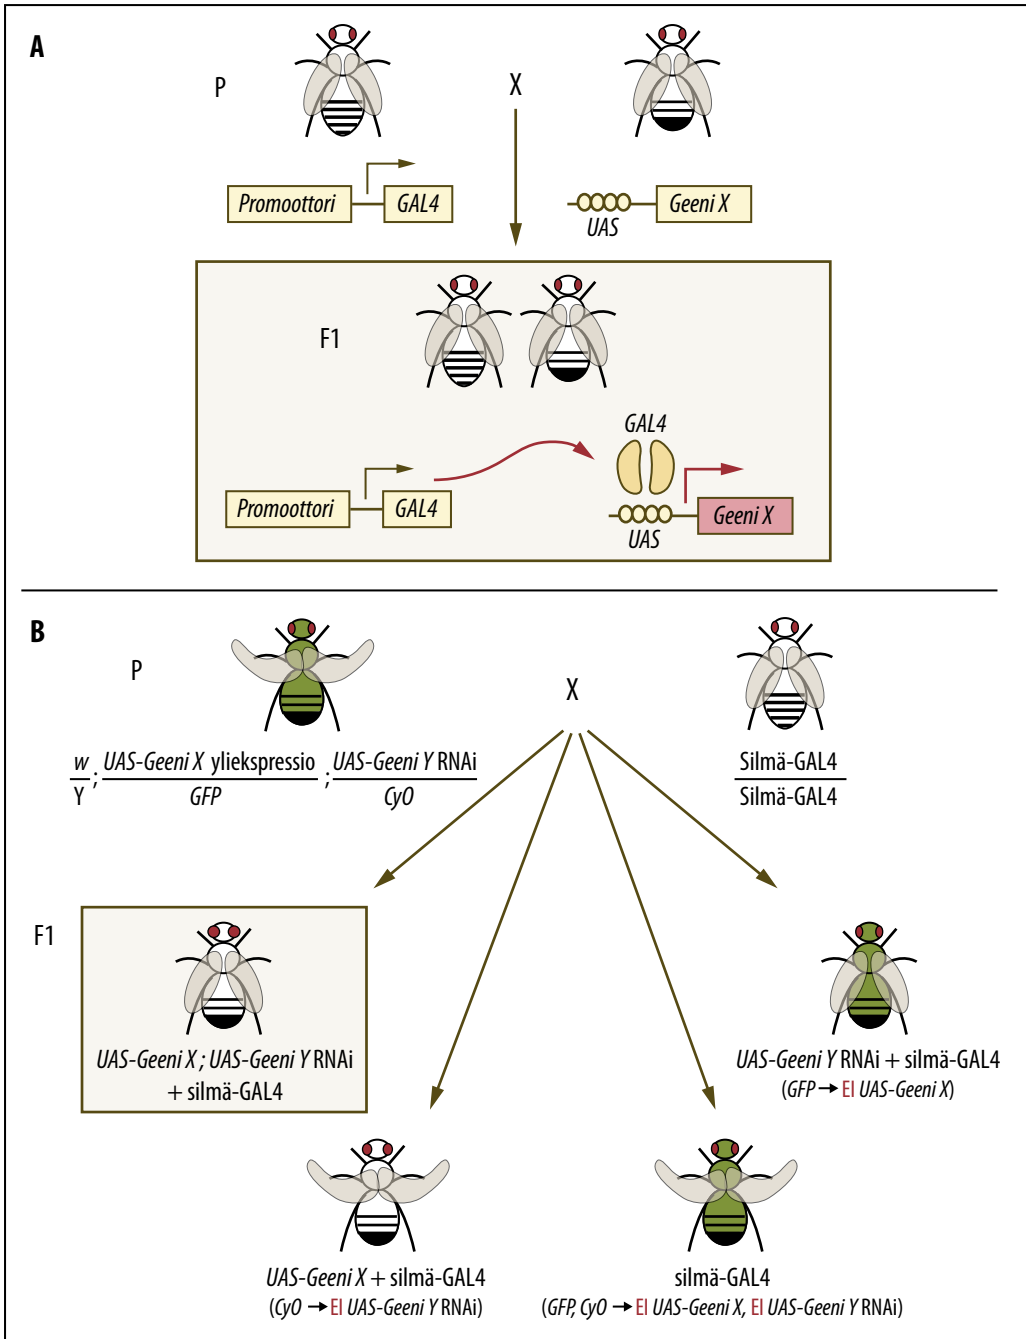 A
P
X
Promoottori
GAL4
UAS
Geeni X
F1
GAL4
Promoottori
GAL4
UAS
Geeni X
B
P
X
w
Y
; UAS-Geeni X yliekspressio
GFP
; UAS-Geeni Y RNAi
CyO
Silmä-GAL4
Silmä-GAL4
F1
UAS-Geeni X ; UAS-Geeni Y RNAi
+ silmä-GAL4
UAS-Geeni Y RNAi + silmä-GAL4
(GFP → EI UAS-Geeni X)
UAS-Geeni X + silmä-GAL4
(CyO → EI UAS-Geeni Y RNAi)
silmä-GAL4
(GFP, CyO → EI UAS-Geeni X, EI UAS-Geeni Y RNAi)